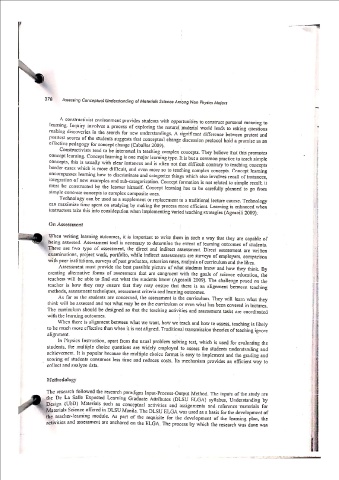 378 Assessing Conceptual Understanding of Materials Science Among Non Physics Majors
A constructivist environment provides students with opportunities to construct personal meaning to
learning. Inquiry involves a process of exploring the natural material world leads to asking questions
making discoveries in the search for new understandings. A significant difference between pretest and
posttest scores of the students suggests that conceptual change discussion protocol hold a practice as an
effective pedagogy for concept change (Caballes 2009).
Constructivists tend to be interested in teaching complex concepts. They believe that this promotes
concept learning. Concept learning is one major learning type. It is but a common practice to teach simple
concepts, this is usually with clear instances and is often not that difficult contrary to teaching concepts
harder exact which is more difficult, and even more so is teaching complex concepts. Concept learning
encompasses learning how to discriminate and categorize things which also involves recall of instances,
integration of new examples and sub-categorization. Concept formation is not related to simple recall; it
must be constructed by the learner himself. Concept learning has to be carefully planned to go from
simple concrete concepts to complex composite ones.
Technology can be used as a supplement or replacement to a traditional lecture course. Technology
can maximize time spent on studying by making the process more efficient. Learning is enhanced when
instructors take this into consideration when implementing varied teaching strategies (Agranili 2009).
On Assessment
When writing learning outcomes, it is important to write them in such a way that they are capable of
being assessed. Assessment tool is necessary to determine the extent of learning outcomes of students.
There are two type of assessment, the direct and indirect assessment. Direct assessment are written
examinations, project work, portfolio, while indirect assessments are surveys of employers, comparison
with peer institutions, surveys of past graduates, retention rates, analysis of curriculum and the likes.
Assessment must provide the best possible picture of what students know and how they think. By
creating alternative forms of assessment that are congruent with the goals of science education, the
teachers will be able to find out what the students know (Agranili 2009). The challenge posed on the
teacher is how they may ensure that they may ensure that there is an alignment between teaching
methods, assessment techniques, assessment criteria and learning outcomes.
As far as the students are concerned, the assessment is the curriculum. They will learn what they
think will be assessed and not what may be on the curriculum or even what has been covered in lectures.
The curriculum should be designed so that the teaching activities and assessment tasks are coordinated
with the learning outcomes.
When there is alignment between what we want, how we teach and how to assess, teaching is likely
to be much more effective than when it is not aligned. Traditional transmission theories of teaching ignore
alignment.
In Physics Instruction, apart from the usual problem solving test, which is used for evaluating the
students, the multiple choice questions are widely employed to assess the students understanding and
achievement. It is popular because the multiple choice format is easy to implement and the grading and
scoring of students consumes less time and reduces costs. Its mechanism provides an efficient way to
collect and analyze data.
Methodology
The research followed the research paradigm Input-Process-Output Method. The inputs of the study are
the De La Salle Expected Learning Graduate Attributes (DLSU ELGA) syllabus, Understanding by
Design (UbD) Materials such as conceptual activities and assignments and reference materials for
Materials Science offered in DLSU Manila. The DLSU ELGA was used as a basis for the development of
the teaches-learning module. As part of the requisite for the development of the learning plan, the
activities and assessment are anchored on the ELGA. The process by which the research was done was